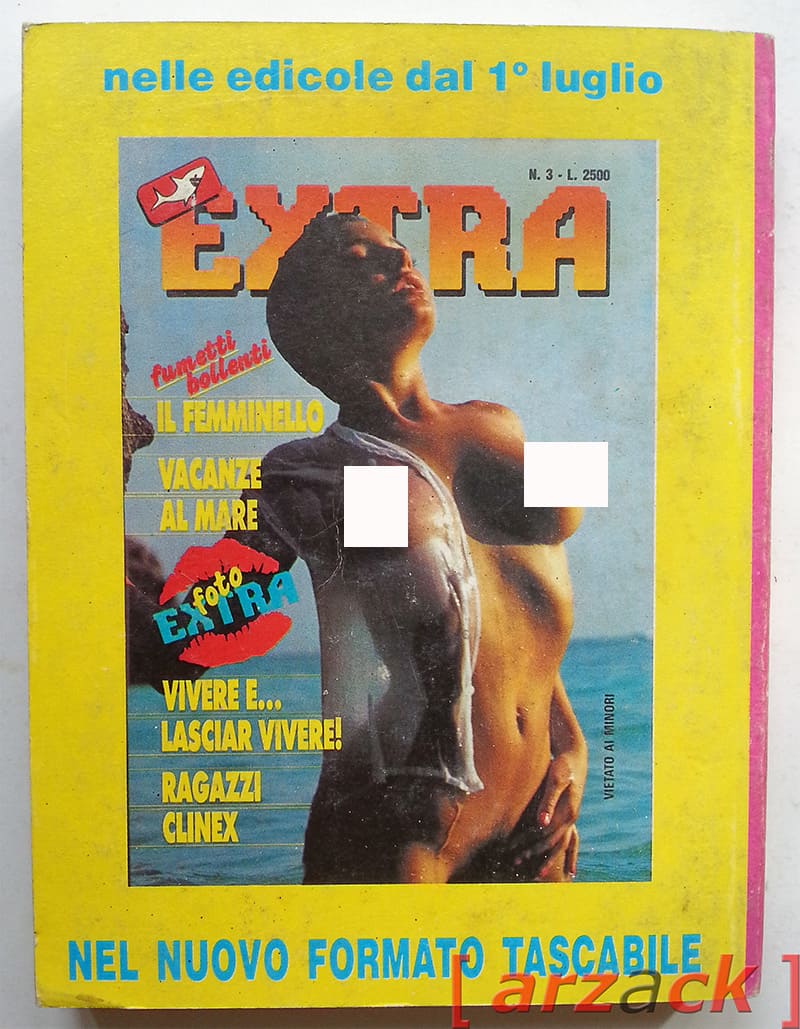 nelle edicole dal 1° luglio
N. 3 - L. 2500
EXTRA
fumetti
bollenti
IL FEMMINELLO
VACANZE
AL MARE
foto
EXTRA
VIVERE E...
LASCIAR VIVERE!
RAGAZZI
CLINEX
VIETATO AI MINORI
NEL NUOVO FORMATO TASCABILE
[ arzack ]